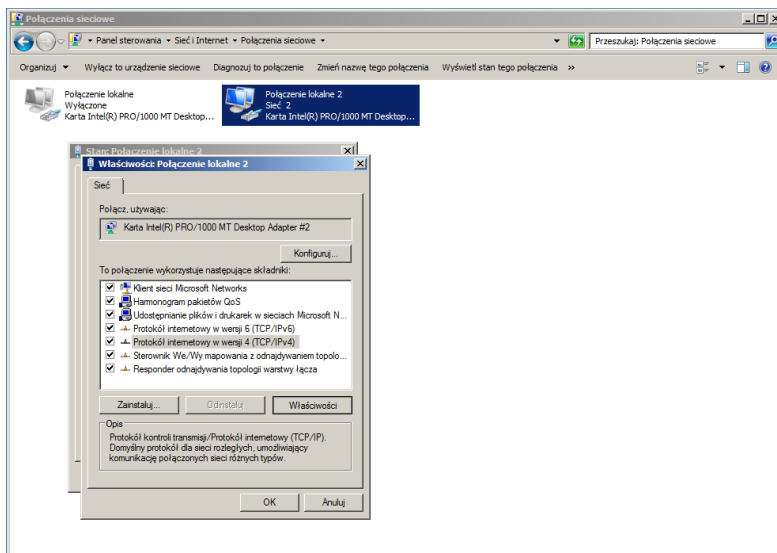 Połączenia sieciowe
Panel sterowania
Sieć i Internet
Połączenia sieciowe
Przeszukaj: Połączenia sieciowe
Organizuj
Wyłącz to urządzenie sieciowe
Diagnozuj to połączenie
Zmień nazwę tego połączenia
Wyświetl stan tego połączenia
»
Połączenie lokalne
Wyłączone
Karta Intel(R) PRO/1000 MT Desktop...
Połączenie lokalne 2
Sieć 2
Karta Intel(R) PRO/1000 MT Desktop...
Stan: Połączenie lokalne 2
Właściwości: Połączenie lokalne 2
Sieć
Połącz, używając:
Karta Intel(R) PRO/1000 MT Desktop Adapter #2
Konfiguruj...
To połączenie wykorzystuje następujące składniki:
Klient sieci Microsoft Networks
Harmonogram pakietów QoS
Udostępnianie plików i drukarek w sieciach Microsoft N...
Protokół internetowy w wersji 6 (TCP/IPv6)
Protokół internetowy w wersji 4 (TCP/IPv4)
Sterownik We/Wy mapowania z odnajdywaniem topolo...
Responder odnajdywania topologii warstwy łącza
Zainstaluj...
Odinstaluj
Właściwości
Opis
Protokół kontroli transmisji/Protokół internetowy (TCP/IP).
Domyślny protokół dla sieci rozległych, umożliwiający
komunikację połączonych sieci różnych typów.
OK
Anuluj